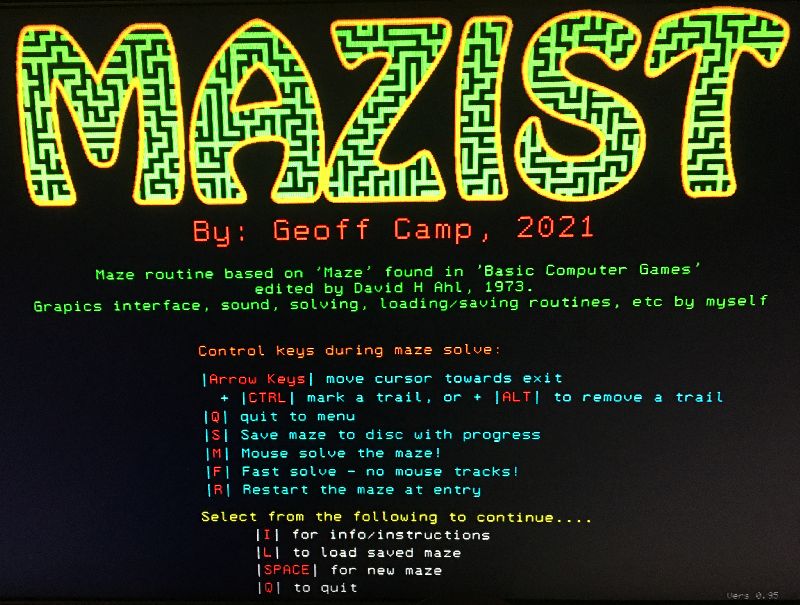 MAZIST
By: Geoff Camp, 2021
Maze routine based on 'Maze' found in 'Basic Computer Games'
edited by David H Ahl, 1973.
Grapics interface, sound, solving, loading/saving routines, etc by myself
Control keys during maze solve:
|Arrow Keys| move cursor towards exit
+ |CTRL| mark a trail, or + |ALT| to remove a trail
|Q| quit to menu
|S| Save maze to disc with progress
|M| Mouse solve the maze!
|F| Fast solve - no mouse tracks!
|R| Restart the maze at entry
Select from the following to continue....
|I| for info/instructions
|L| to load saved maze
|SPACE| for new maze
|Q| to quit
Vers 0.95